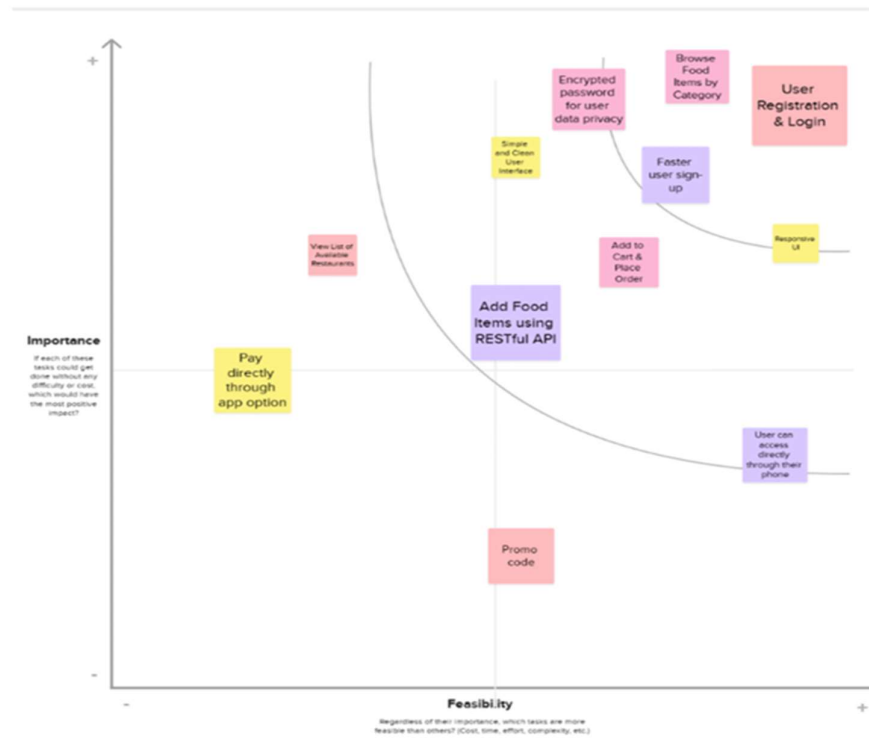 +
Encrypted
password
for user
data privacy
Browse
Food
Items by
Category
User
Registration
& Login
Simple
and Clean
User
Interface
Faster
user sign-
up
View List of
Available
Restaurants
Add to
Cart &
Place
Order
Responsive
UI
Add Food
Items using
RESTful API
Importance
If each of these
tasks could get
done without any
difficulty or cost,
which would have
the most positive
impact?
Pay
directly
through
app option
User can
access
directly
through their
phone
Promo
code
-
-
Feasibility
+
Regardless of their importance, which tasks are more
feasible than others? (Cost, time, effort, complexity, etc.)